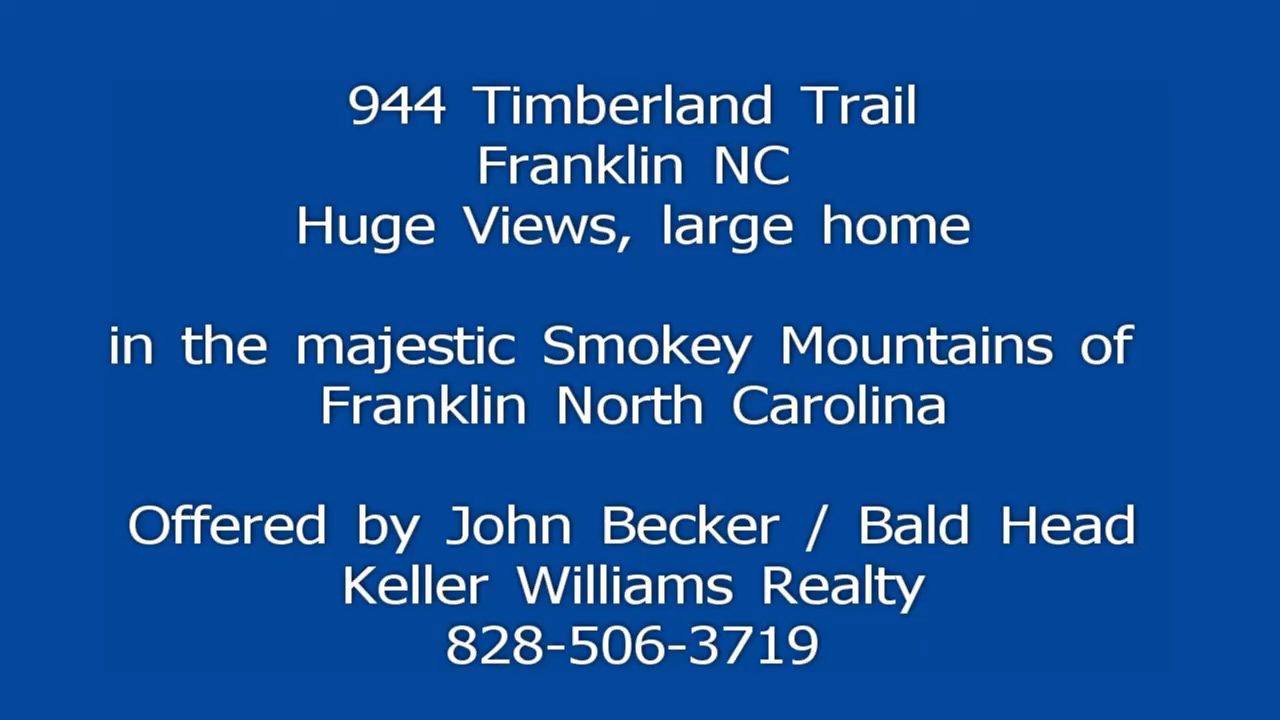 944 Timberland Trail
Franklin NC
Huge Views, large home
in the majestic Smokey Mountains of
Franklin North Carolina
Offered by John Becker / Bald Head
Keller Williams Realty
828-506-3719